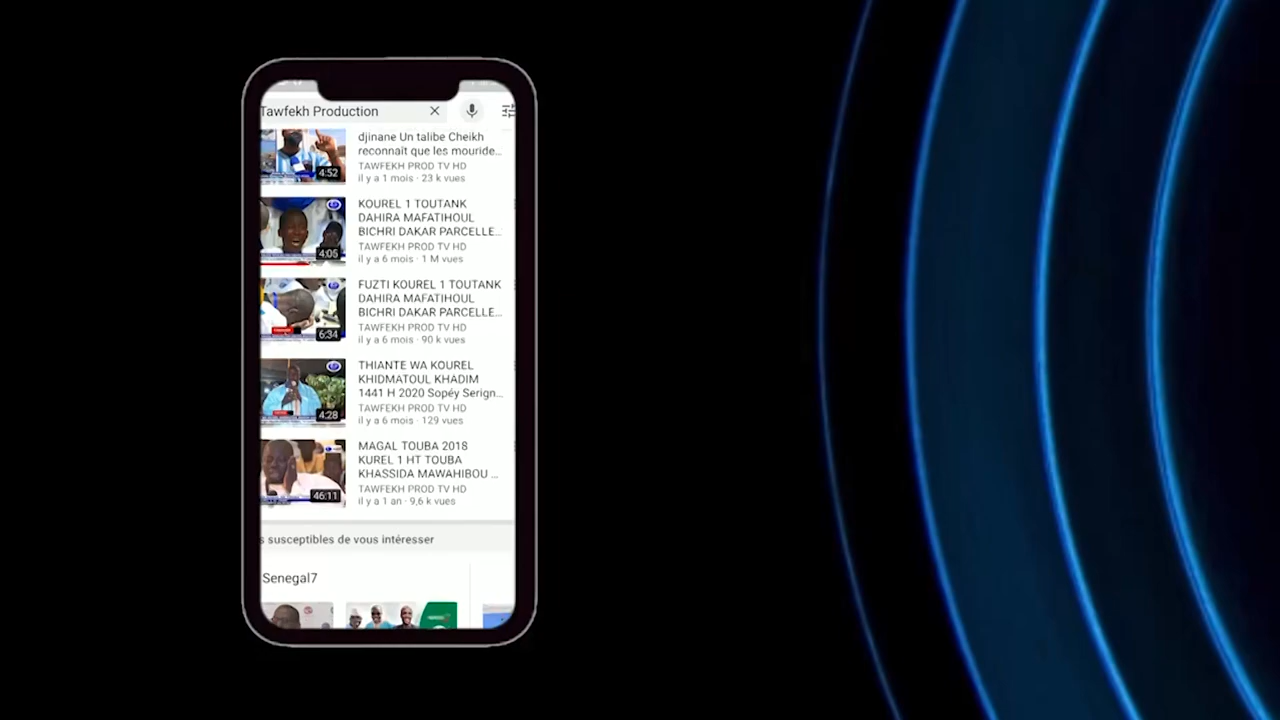 Tawfekh Production
djinane Un talibe Cheikh
reconnaît que les mouride...
TAWFEKH PROD TV HD
il y a 1 mois · 23 k vues
4:52
KOUREL 1 TOUTANK
DAHIRA MAFATIHOUL
BICHRI DAKAR PARCELLE...
TAWFEKH PROD TV HD
il y a 6 mois · 1 M vues
4:05
FUZTI KOUREL 1 TOUTANK
DAHIRA MAFATIHOUL
BICHRI DAKAR PARCELLE...
TAWFEKH PROD TV HD
il y a 6 mois · 90 k vues
6:34
THIANTE WA KOUREL
KHIDMATOUL KHADIM
1441 H 2020 Sopéy Serign...
TAWFEKH PROD TV HD
il y a 6 mois · 129 vues
4:28
MAGAL TOUBA 2018
KUREL 1 HT TOUBA
KHASSIDA MAWAHIBOU ...
TAWFEKH PROD TV HD
il y a 1 an · 9,6 k vues
46:11
s susceptibles de vous intéresser
Senegal7